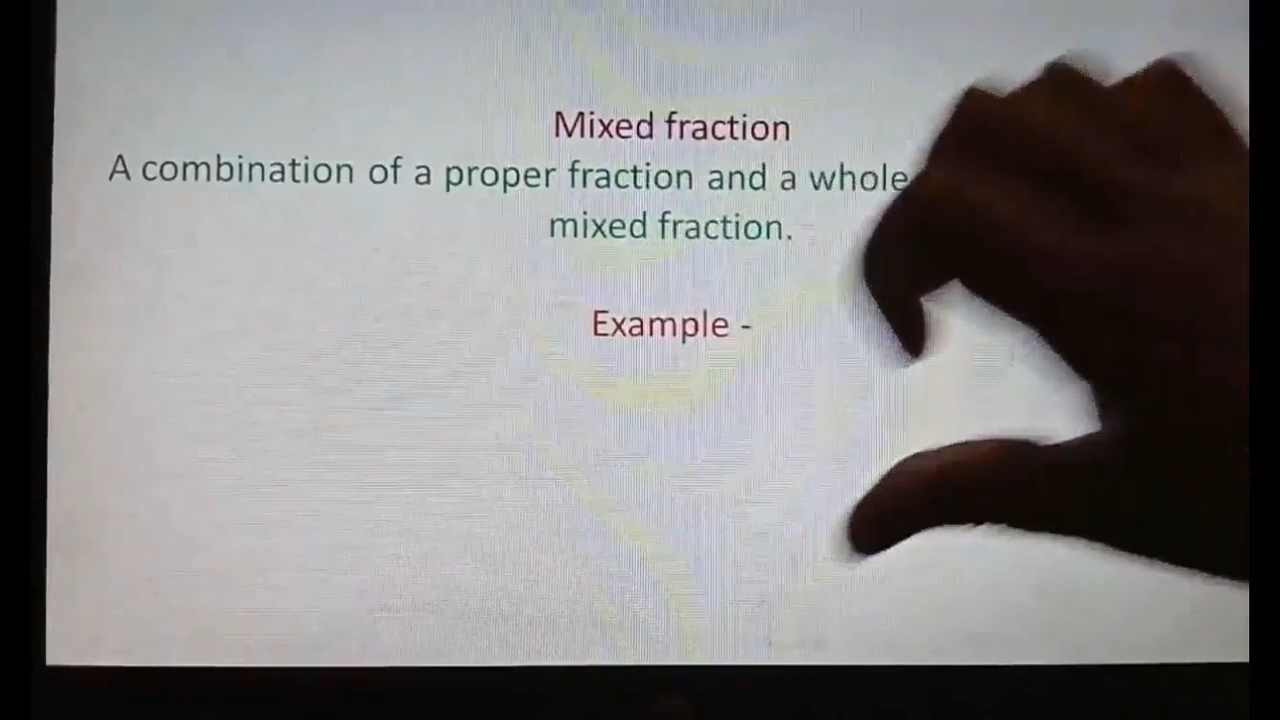 Mixed fraction
A combination of a proper fraction and a whole
mixed fraction.
Example -